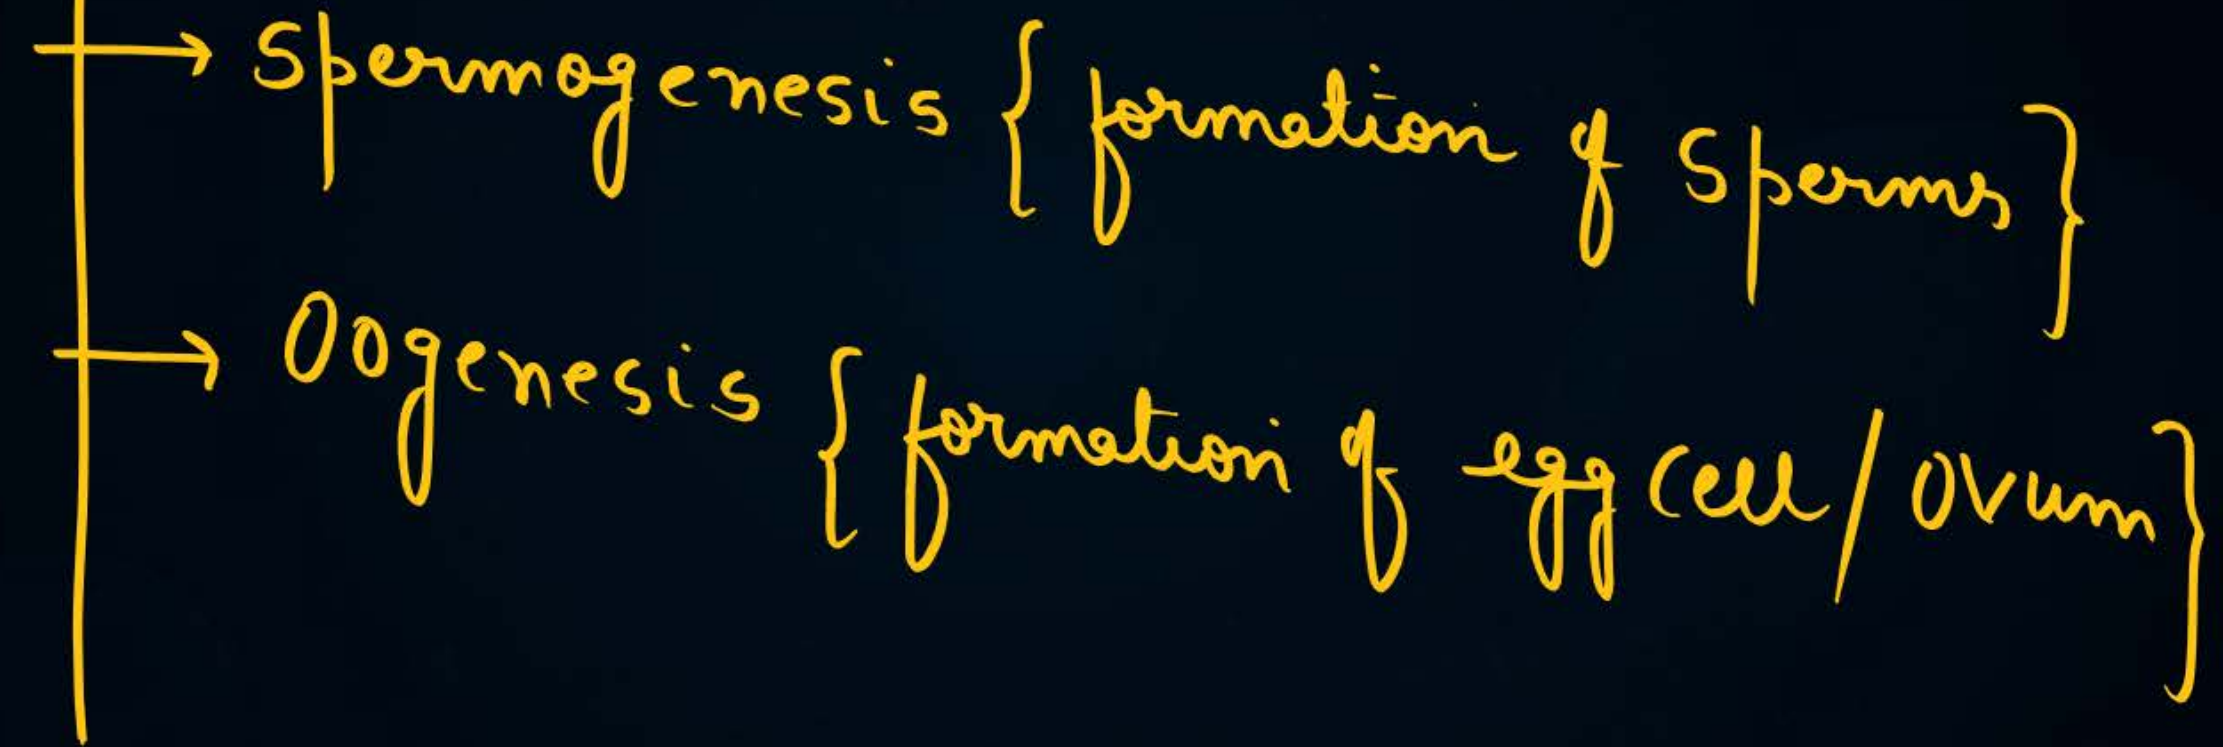 → Spermogenesis { formation of Sperms }
→ Oogenesis { formation of egg cell / ovum }